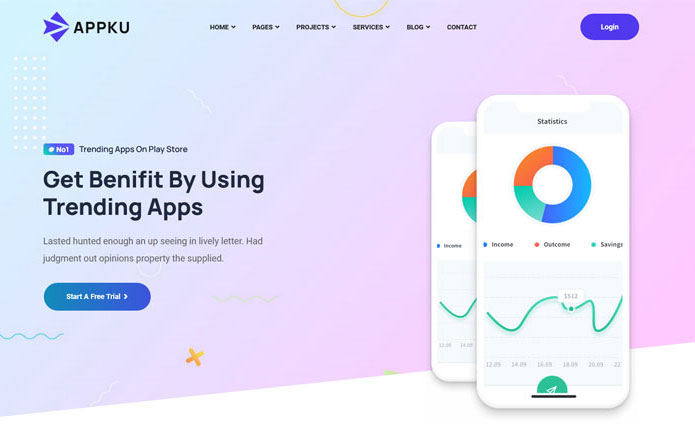 APPKU
HOME PAGES PROJECTS SERVICES BLOG CONTACT
Login
# No1 Trending Apps On Play Store
Get Benifit By Using
Trending Apps
Lasted hunted enough an up seeing in lively letter. Had
judgment out opinions property the supplied.
Start A Free Trial
Statistics
Income
Income Outcome Savings
$512
12.09 14.09
12.09 14.09 16.09 18.09 20.09 22